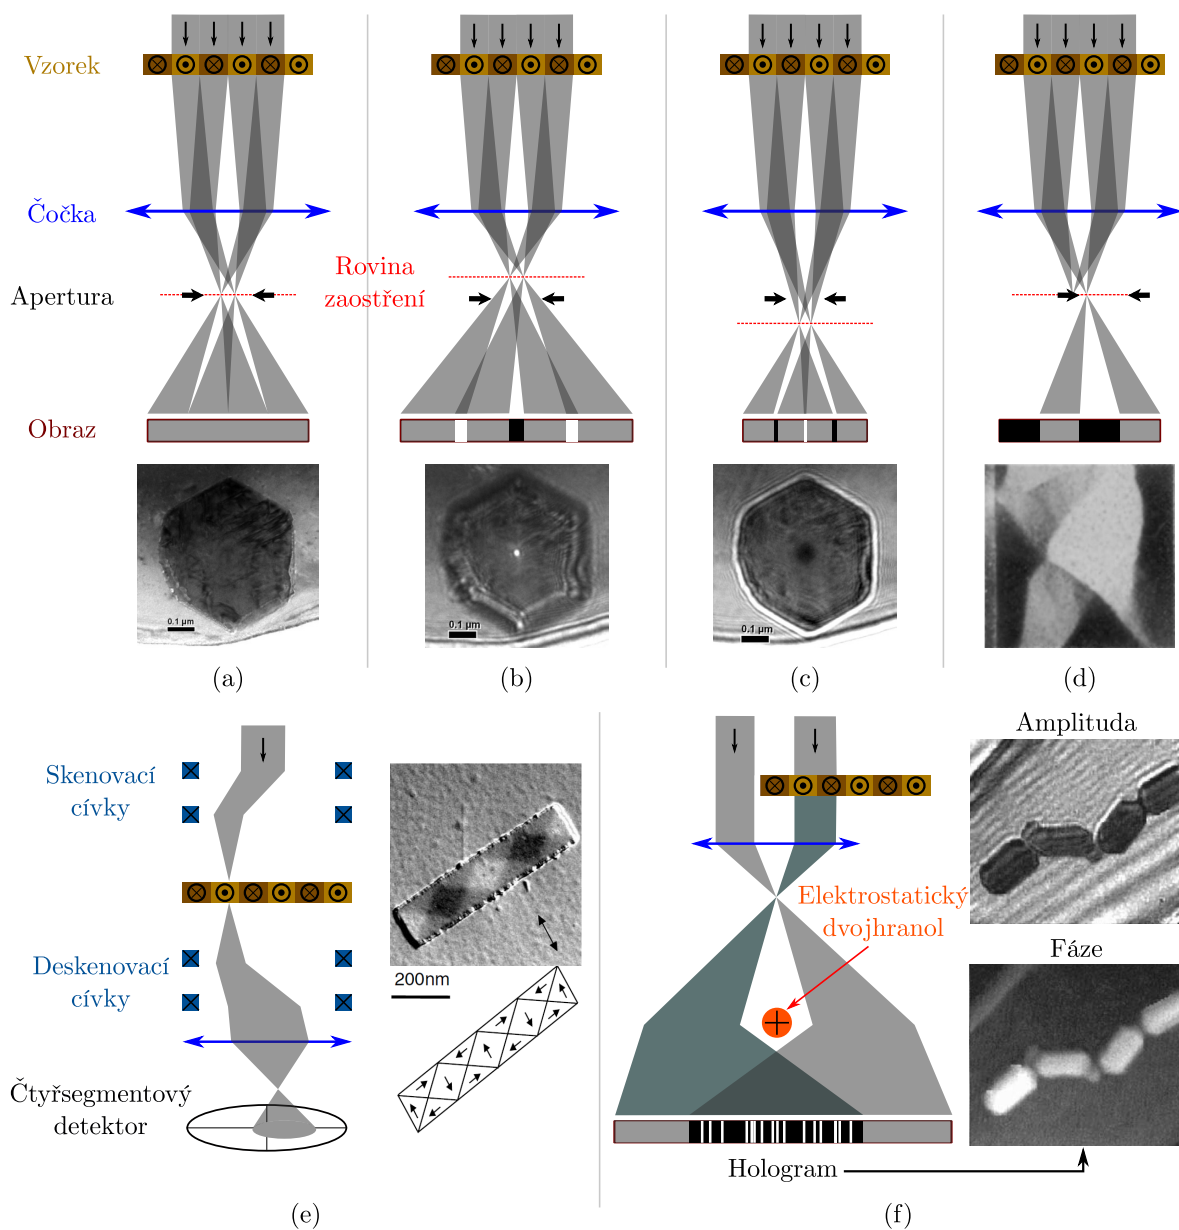 Vzorek
Čočka
Rovina
zaostření
Apertura
Obraz
0.1 µm
0.1 µm
0.1 µm
(a)
(b)
(c)
(d)
Skenovací
cívky
Deskenovací
cívky
200nm
Čtyřsegmentový
detektor
(e)
Amplituda
Elektrostatický
dvojhranol
Fáze
Hologram
(f)